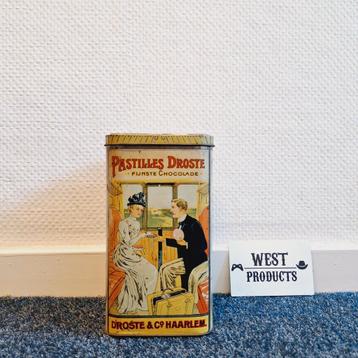 PASTILLES DROSTE
FIJNSTE CHOCOLADE
DROSTE & Co HAARLEM.
WEST
PRODUCTS